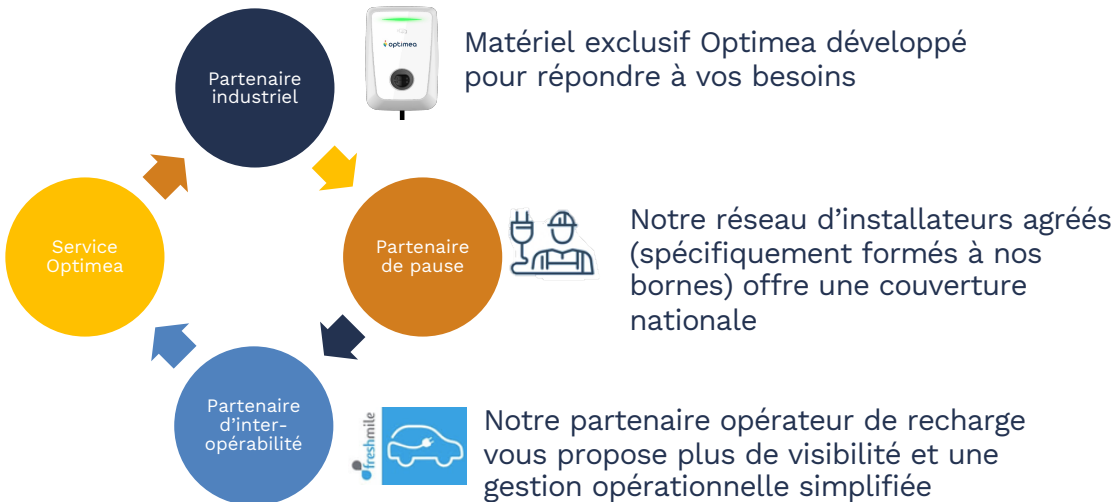 Partenaire
industriel
optimea
Matériel exclusif Optimea développé
pour répondre à vos besoins
Service
Optimea
Partenaire
de pause
Notre réseau d’installateurs agréés
(spécifiquement formés à nos
bornes) offre une couverture
nationale
Partenaire
d’inter-
opérabilité
freshmile
Notre partenaire opérateur de recharge
vous propose plus de visibilité et une
gestion opérationnelle simplifiée